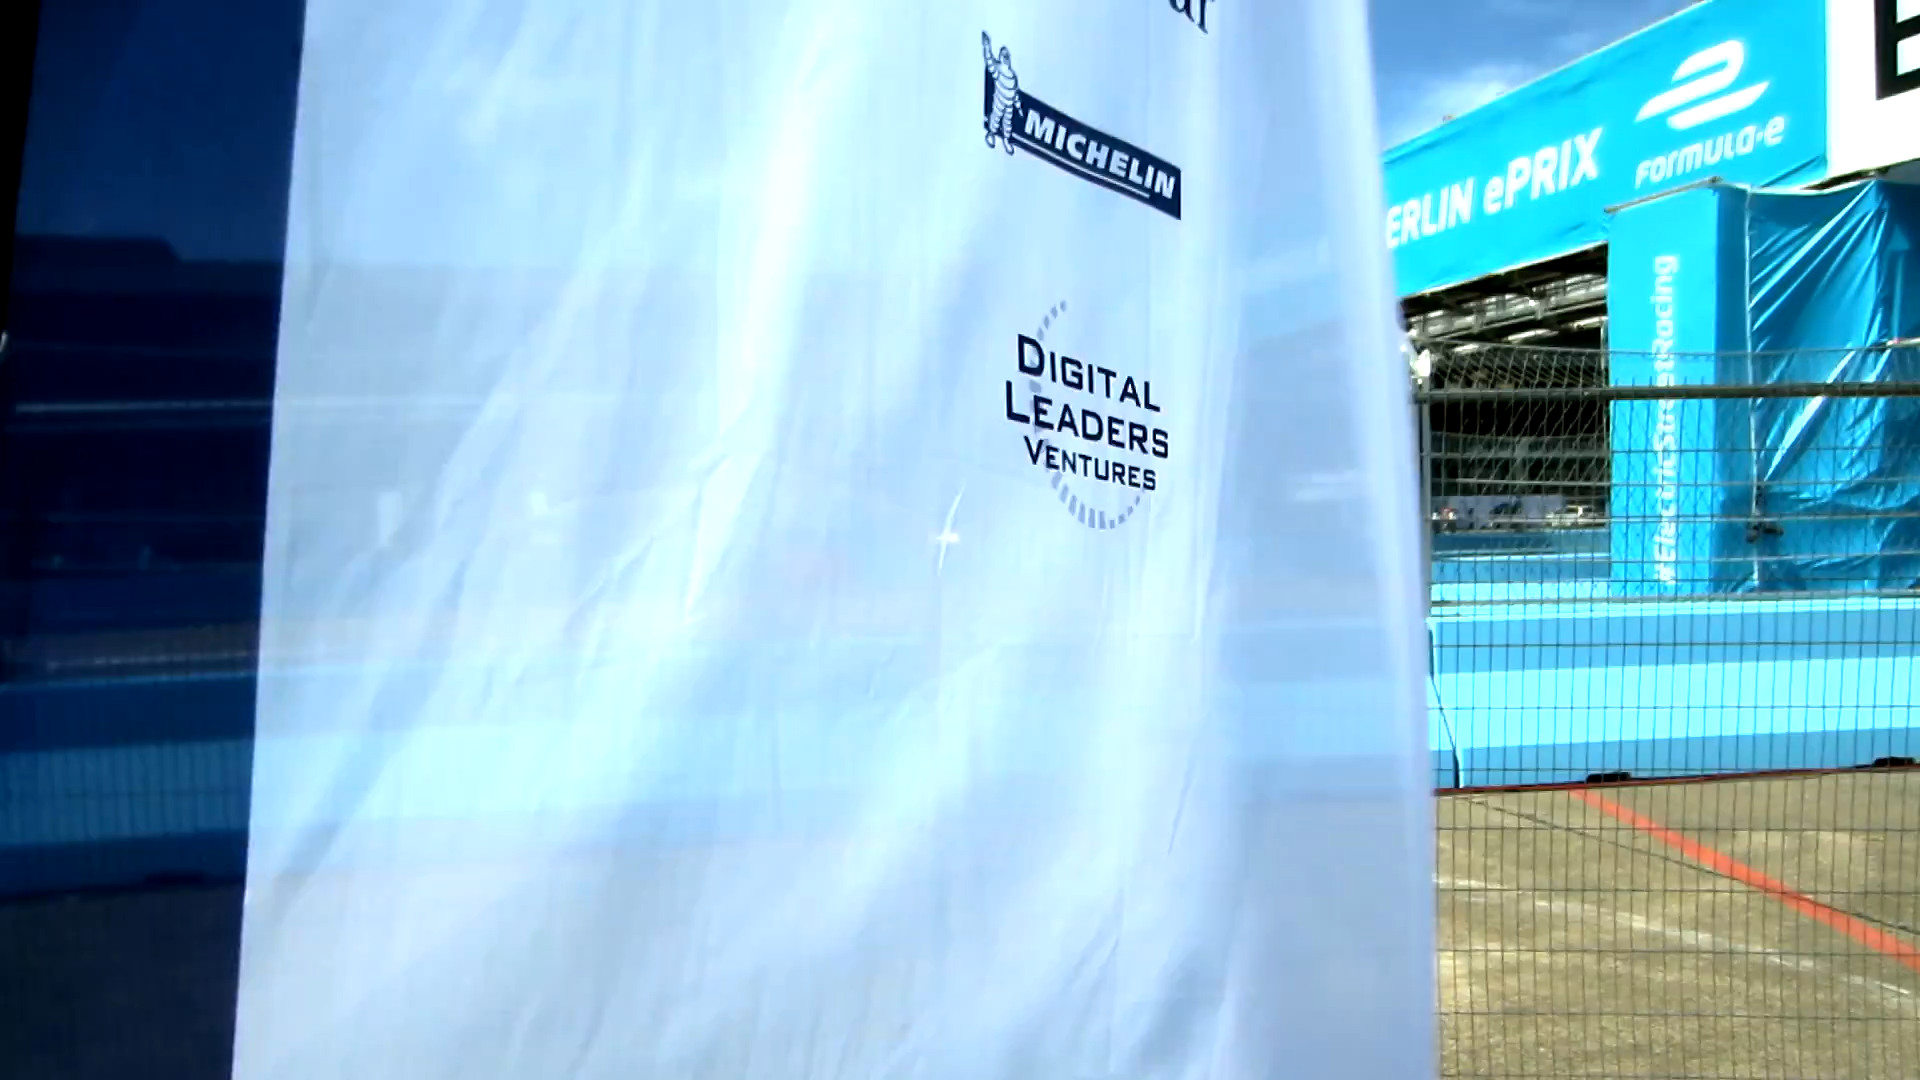 MICHELIN
DIGITAL
LEADERS
VENTURES
ERLIN ePRIX
Formula·e
#ElectricStreetRacing